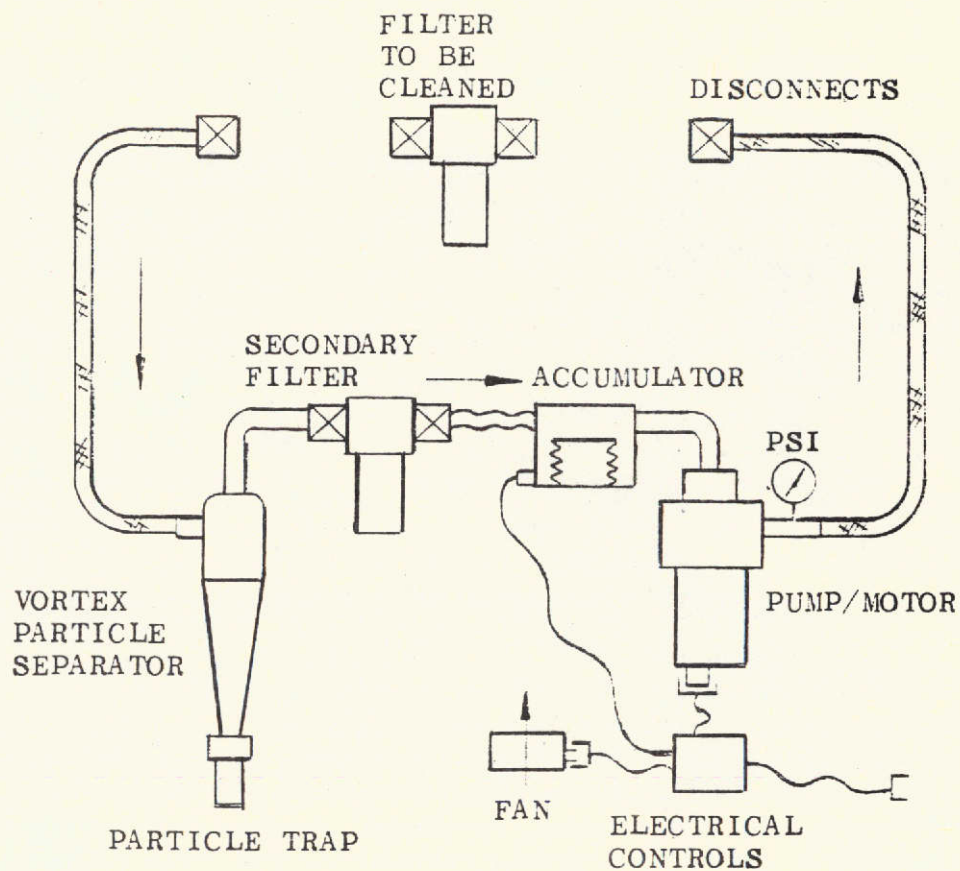 FILTER
TO BE
CLEANED
DISCONNECTS
SECONDARY
FILTER
ACCUMULATOR
PSI
VORTEX
PARTICLE
SEPARATOR
PUMP/MOTOR
FAN
PARTICLE TRAP
ELECTRICAL
CONTROLS